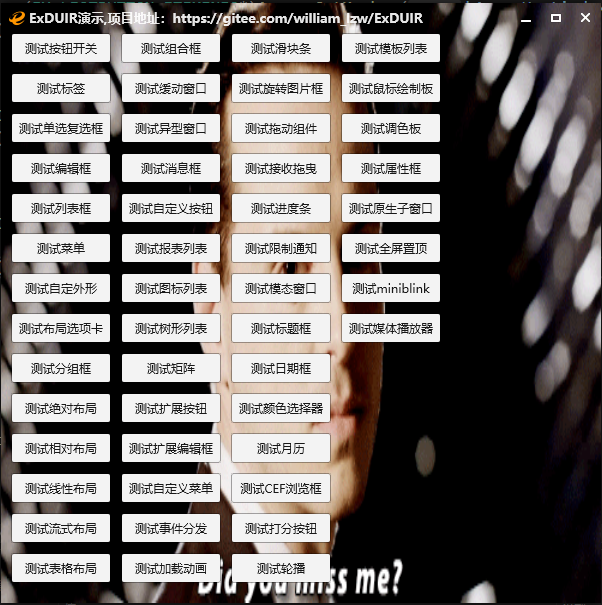 ExDUIR演示,项目地址：https://gitee.com/william_lzw/ExDUIR
测试按钮开关 测试组合框 测试滑块条 测试模板列表
测试标签 测试缓动窗口 测试旋转图片框 测试鼠标绘制板
测试单选复选框 测试异型窗口 测试拖动组件 测试调色板
测试编辑框 测试消息框 测试接收拖曳 测试属性框
测试列表框 测试自定义按钮 测试进度条 测试原生子窗口
测试菜单 测试报表列表 测试限制通知 测试全屏置顶
测试自定外形 测试图标列表 测试模态窗口 测试miniblink
测试布局选项卡 测试树形列表 测试标题框 测试媒体播放器
测试分组框 测试矩阵 测试日期框
测试绝对布局 测试扩展按钮 测试颜色选择器
测试相对布局 测试扩展编辑框 测试月历
测试线性布局 测试自定义菜单 测试CEF浏览框
测试流式布局 测试事件分发 测试打分按钮
测试表格布局 测试加载动画 测试轮播
Did you miss me?